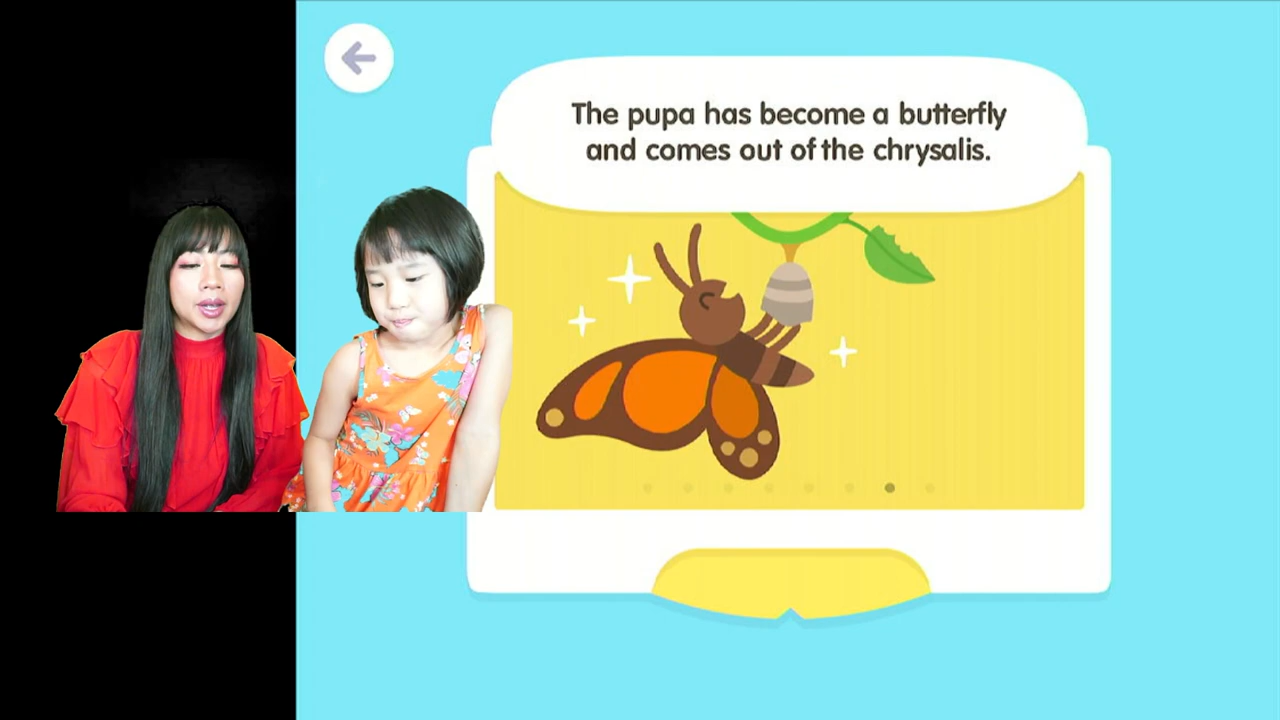 The pupa has become a butterfly
and comes out of the chrysalis.